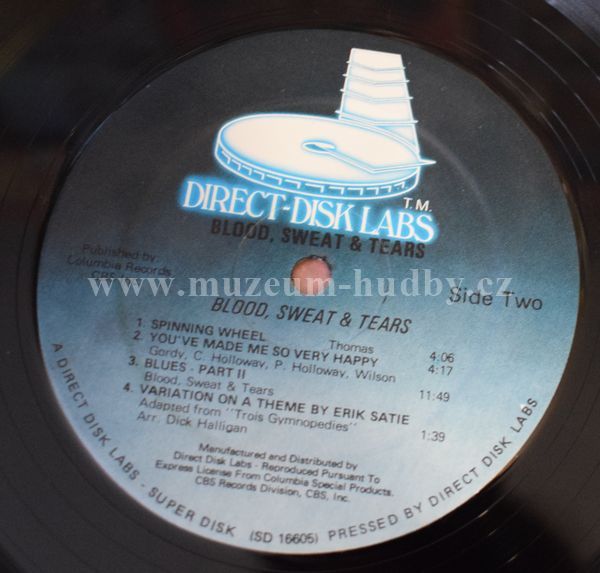 DIRECT-DISK LABS T.M.
BLOOD, SWEAT & TEARS
Published by
Columbia Records
CBS
www.muzeum-hudby.cz
Side Two
BLOOD, SWEAT & TEARS
1. SPINNING WHEEL Thomas 4:06
2. YOU'VE MADE ME SO VERY HAPPY 4:17
Gordy, C. Holloway, P. Holloway, Wilson
3. BLUES - PART II 11:49
Blood, Sweat & Tears
4. VARIATION ON A THEME BY ERIK SATIE 1:39
Adapted from "Trois Gymnopedies"
Arr. Dick Halligan
Manufactured and Distributed by
Direct Disk Labs - Reproduced Pursuant To
Express License From Columbia Special Products.
CBS Records Division, CBS, Inc.
A DIRECT DISK LABS - SUPER DISK (SD 16605) PRESSED BY DIRECT DISK LABS